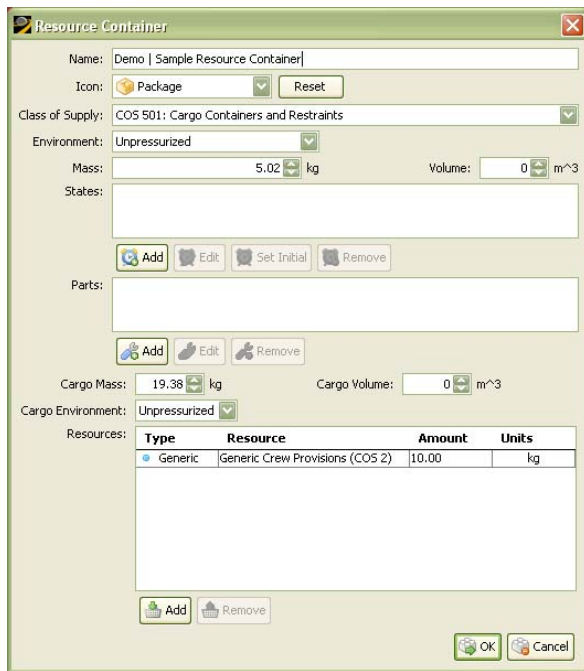 Resource Container
Name: Demo | Sample Resource Container
Icon: Package Reset
Class of Supply: COS 501: Cargo Containers and Restraints
Environment: Unpressurized
Mass: 5.02 kg Volume: 0 m^3
States:
Add Edit Set Initial Remove
Parts:
Add Edit Remove
Cargo Mass: 19.38 kg Cargo Volume: 0 m^3
Cargo Environment: Unpressurized
Resources: Type Resource Amount Units
Generic Generic Crew Provisions (COS 2) 10.00 kg
Add Remove
OK Cancel